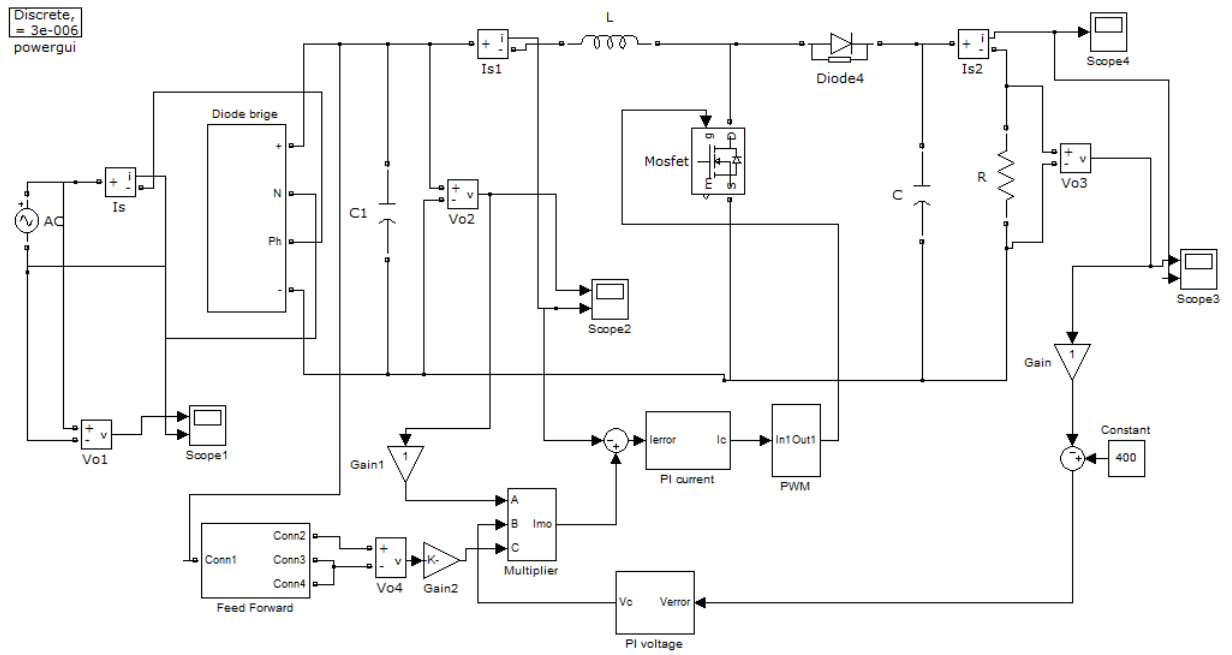 Discrete,
= 3e-006
powergui
L
+
-
i
Is1
Diode4
+
-
i
Is2
Scope4
Diode brige
+
N
Ph
-
+
-
i
Is
AC
C1
+
-
v
Vo2
Mosfet
g
D
m
S
C
R
+
-
v
Vo3
Scope3
Scope2
+
-
v
Vo1
Scope1
1
Gain
1
Gain1
Ierror
Ic
PI current
In1
Out1
PWM
Constant
400
A
B
C
Imo
Multiplier
Conn1
Conn2
Conn3
Conn4
Feed Forward
+
-
v
Vo4
K-
Gain2
Vc
Verror
PI voltage